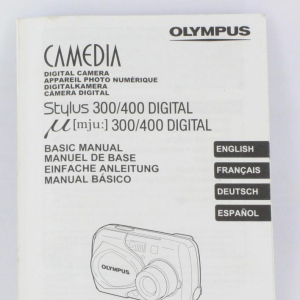 OLYMPUS
CAMEDIA
DIGITAL CAMERA
APPAREIL PHOTO NUMÉRIQUE
DIGITALKAMERA
CÁMERA DIGITAL
Stylus 300/400 DIGITAL
µ [mju:] 300/400 DIGITAL
BASIC MANUAL
MANUEL DE BASE
EINFACHE ANLEITUNG
MANUAL BÁSICO
ENGLISH
FRANÇAIS
DEUTSCH
ESPAÑOL
OLYMPUS